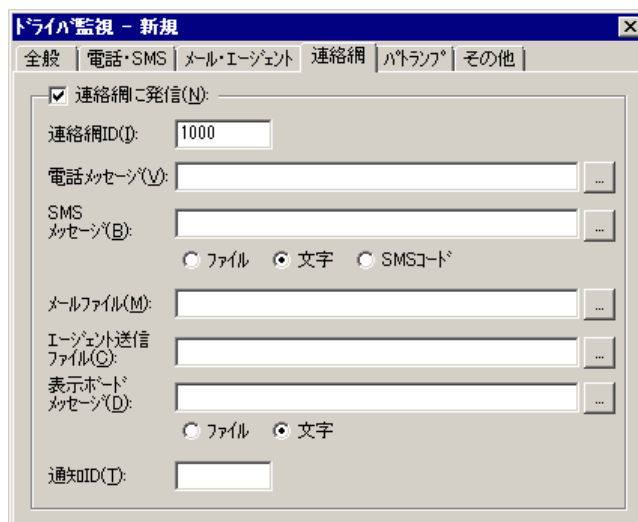 ﾄﾞﾗｲﾊﾞ監視 - 新規
全般 電話・SMS ﾒｰﾙ・ｴｰｼﾞｪﾝﾄ 連絡網 ﾊﾟﾄﾗﾝﾌﾟ その他
連絡網に発信(N):
連絡網ID(I): 1000
電話ﾒｯｾｰｼﾞ(V): ...
SMS
ﾒｯｾｰｼﾞ(B): ...
ﾌｧｲﾙ 文字 SMSｺｰﾄﾞ
ﾒｰﾙﾌｧｲﾙ(M): ...
ｴｰｼﾞｪﾝﾄ送信
ﾌｧｲﾙ(C): ...
表示ﾎﾞｰﾄﾞ
ﾒｯｾｰｼﾞ(D): ...
ﾌｧｲﾙ 文字
通知ID(T):